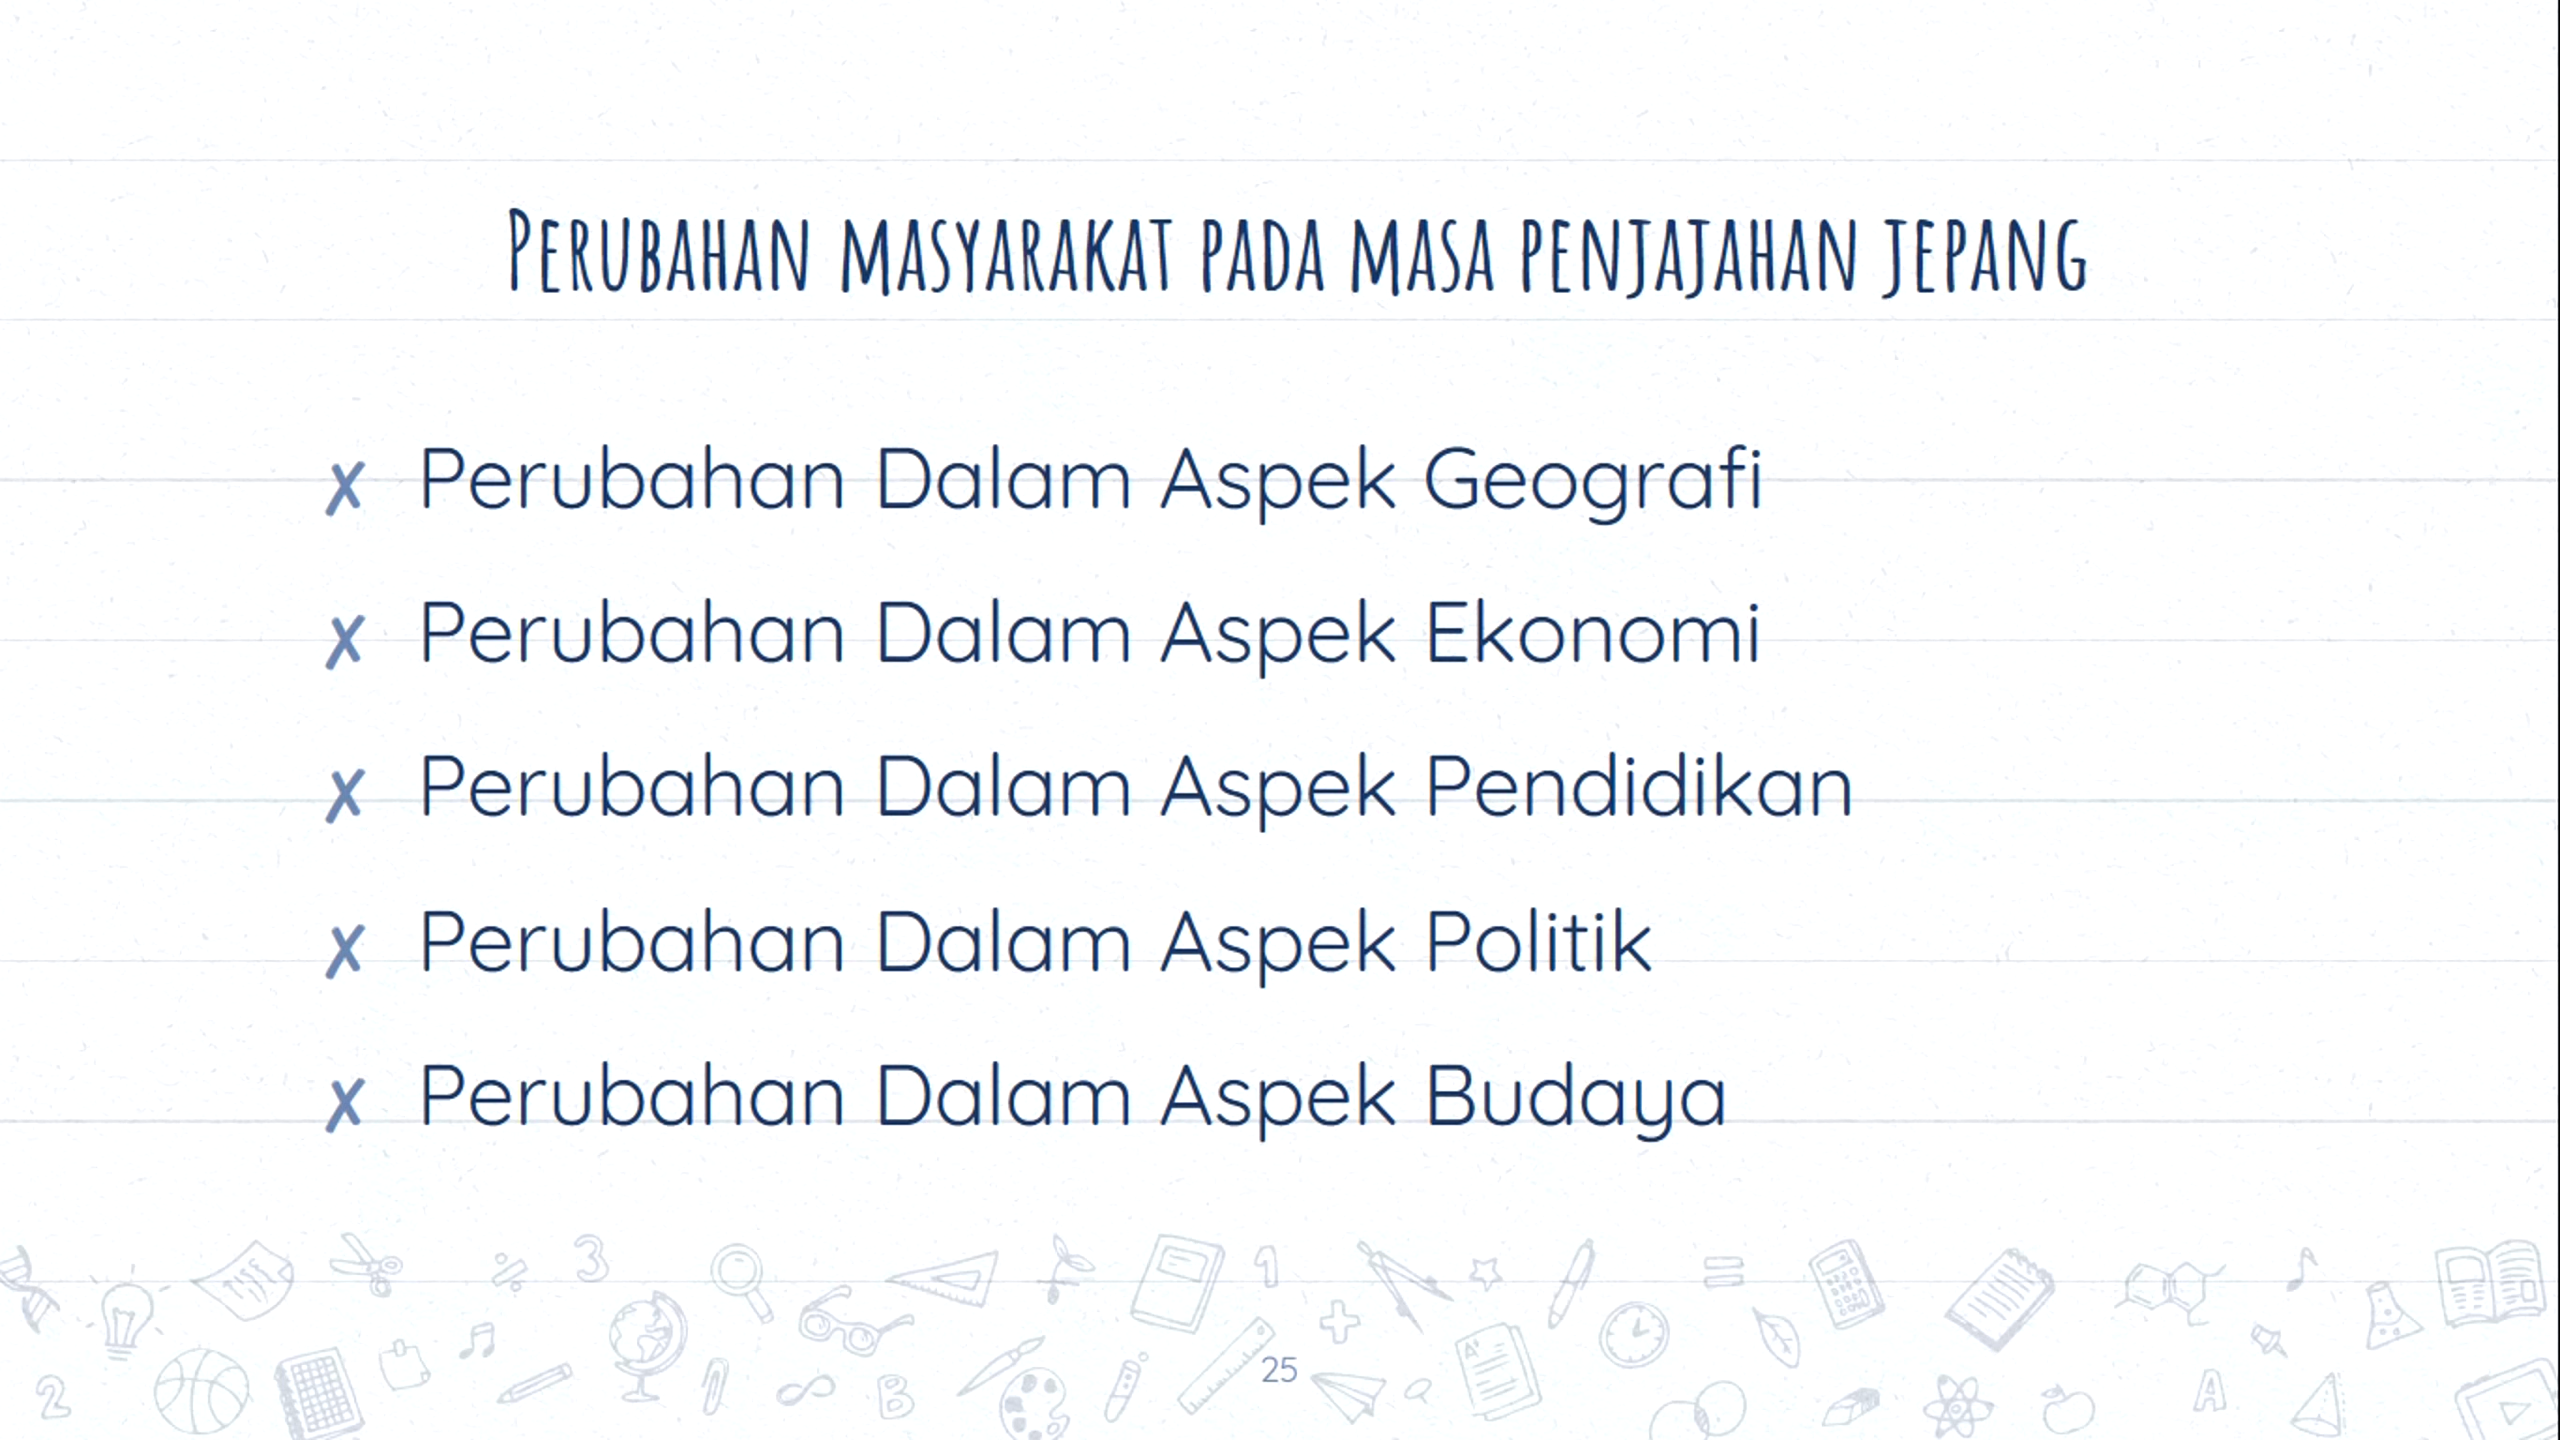 Perubahan masyarakat pada masa penjajahan Jepang
✗ Perubahan Dalam Aspek Geografi
✗ Perubahan Dalam Aspek Ekonomi
✗ Perubahan Dalam Aspek Pendidikan
✗ Perubahan Dalam Aspek Politik
✗ Perubahan Dalam Aspek Budaya
25